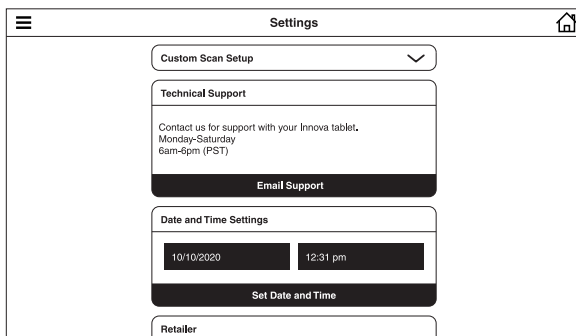 Settings
Custom Scan Setup
Technical Support
Contact us for support with your Innova tablet.
Monday-Saturday
6am-6pm (PST)
Email Support
Date and Time Settings
10/10/2020 12:31 pm
Set Date and Time
Retailer